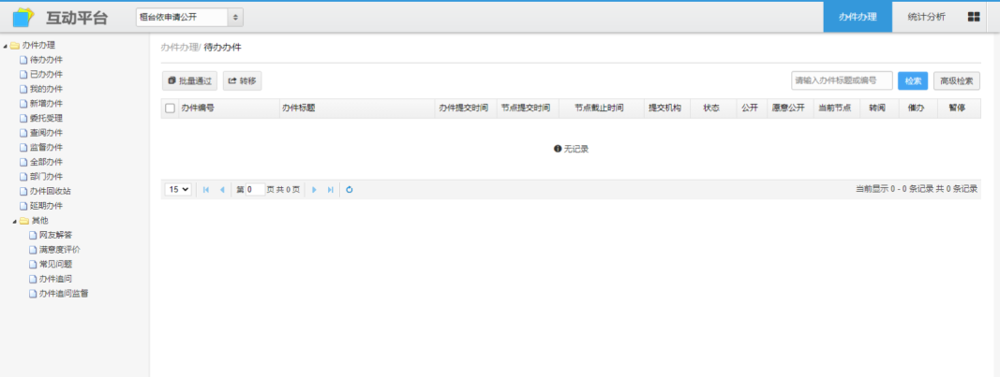 互动平台
桓台依申请公开
办件办理
统计分析
办件办理
待办办件
已办办件
我的办件
新增办件
委托受理
查阅办件
监督办件
全部办件
部门办件
办件回收站
延期办件
其他
网友解答
满意度评价
常见问题
办件追问
办件追问监督
办件办理/ 待办办件
批量通过 转移 请输入办件标题或编号 检索 高级检索
办件编号 办件标题 办件提交时间 节点提交时间 节点截止时间 提交机构 状态 公开 愿意公开 当前节点 转阅 催办 暂停
无记录
15 第 0 页 共 0 页 当前显示 0 - 0 条记录 共 0 条记录